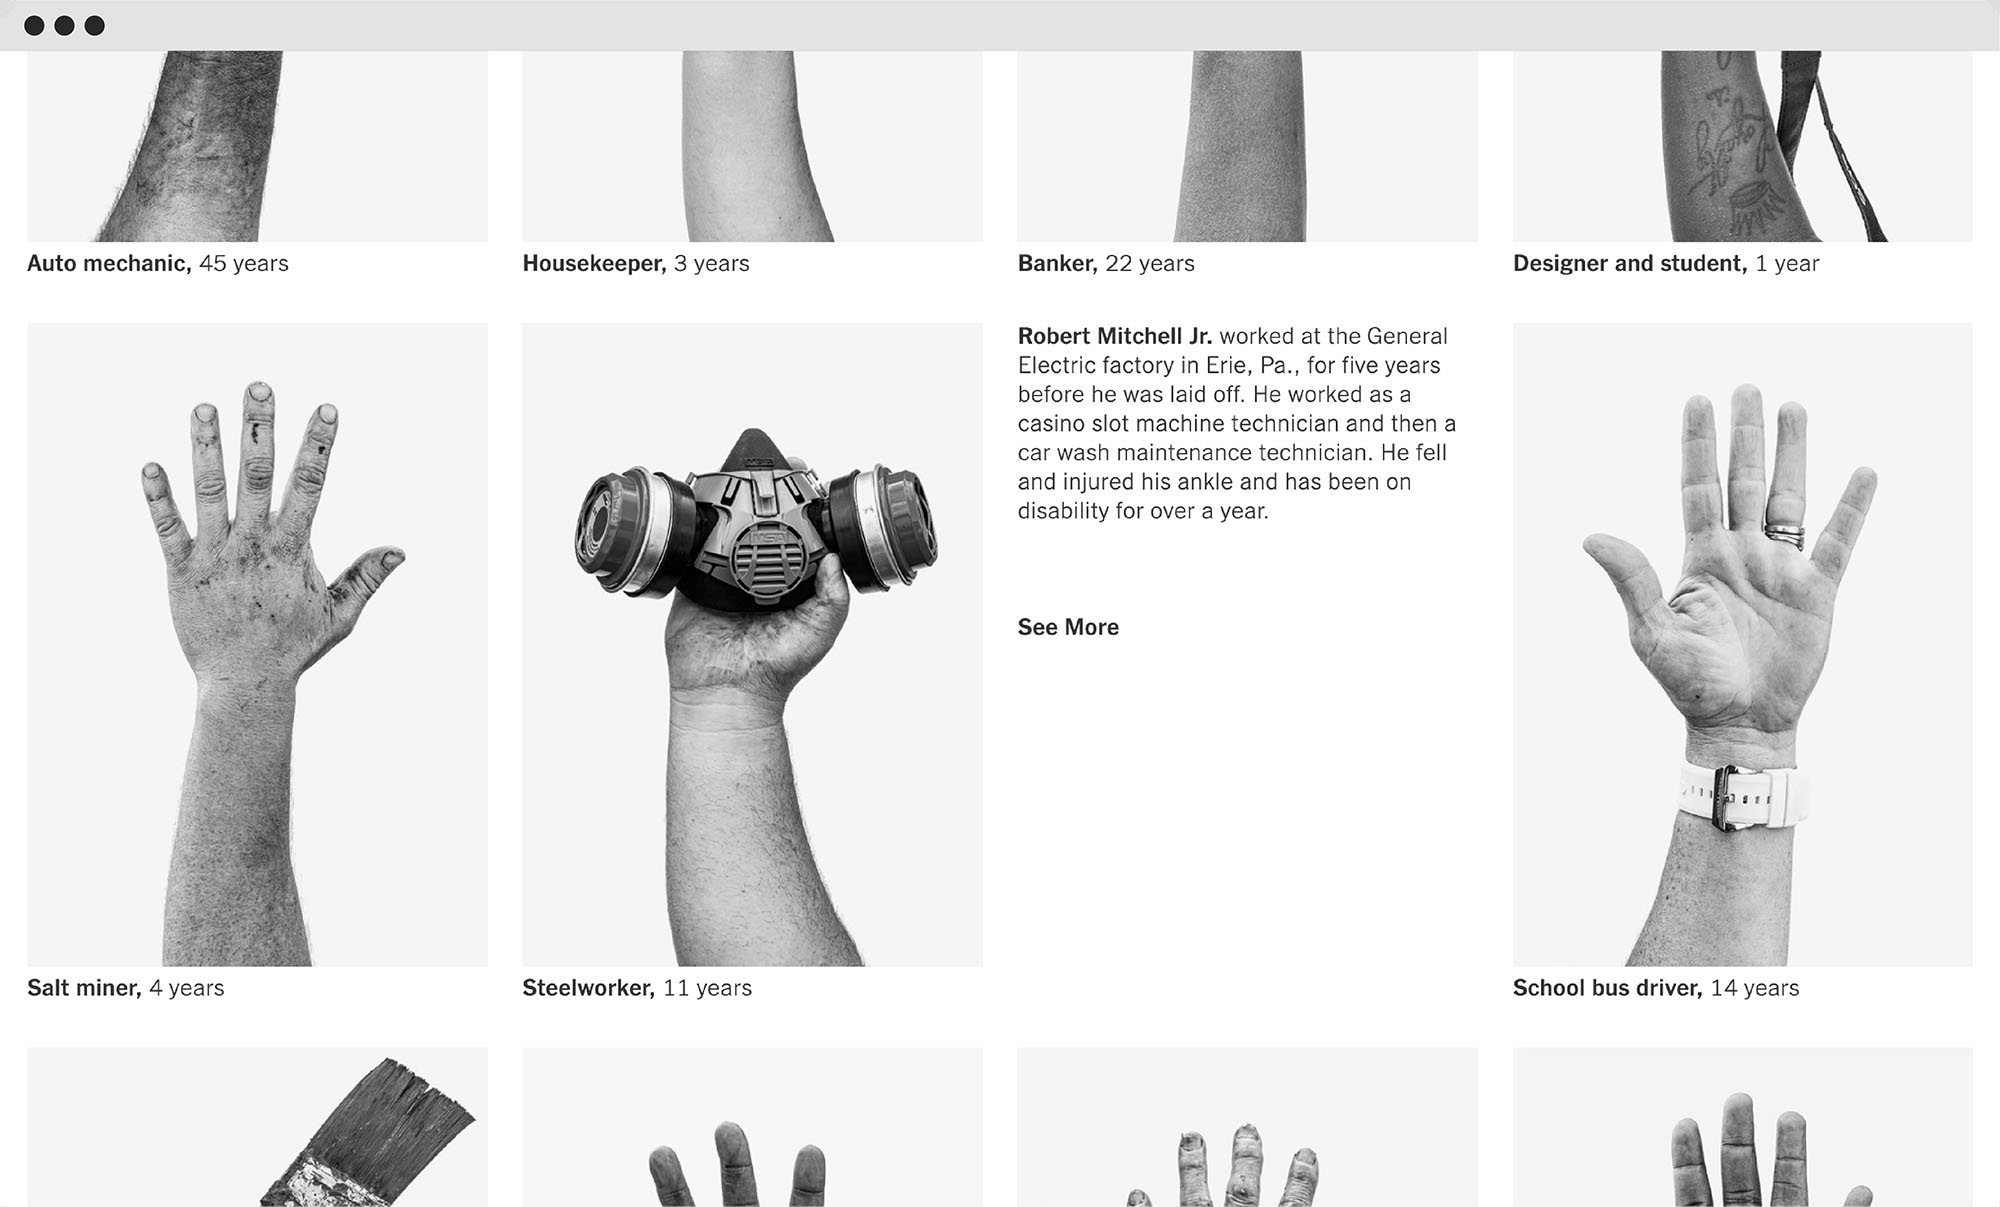 Auto mechanic, 45 years
Housekeeper, 3 years
Banker, 22 years
Designer and student, 1 year
Robert Mitchell Jr. worked at the General
Electric factory in Erie, Pa., for five years
before he was laid off. He worked as a
casino slot machine technician and then a
car wash maintenance technician. He fell
and injured his ankle and has been on
disability for over a year.
MSA
See More
Salt miner, 4 years
Steelworker, 11 years
School bus driver, 14 years